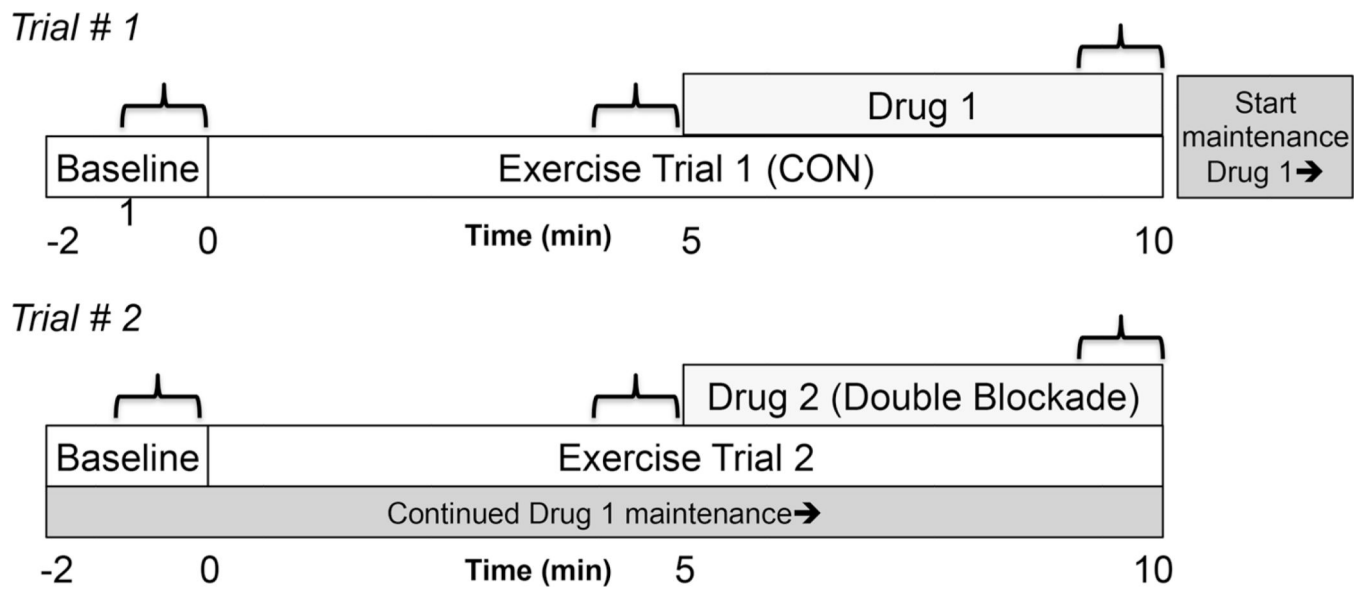 Trial # 1
Drug 1
Start
maintenance
Drug 1➔
Baseline
Exercise Trial 1 (CON)
1
-2
0
Time (min)
5
10
Trial # 2
Drug 2 (Double Blockade)
Baseline
Exercise Trial 2
Continued Drug 1 maintenance➔
-2
0
Time (min)
5
10